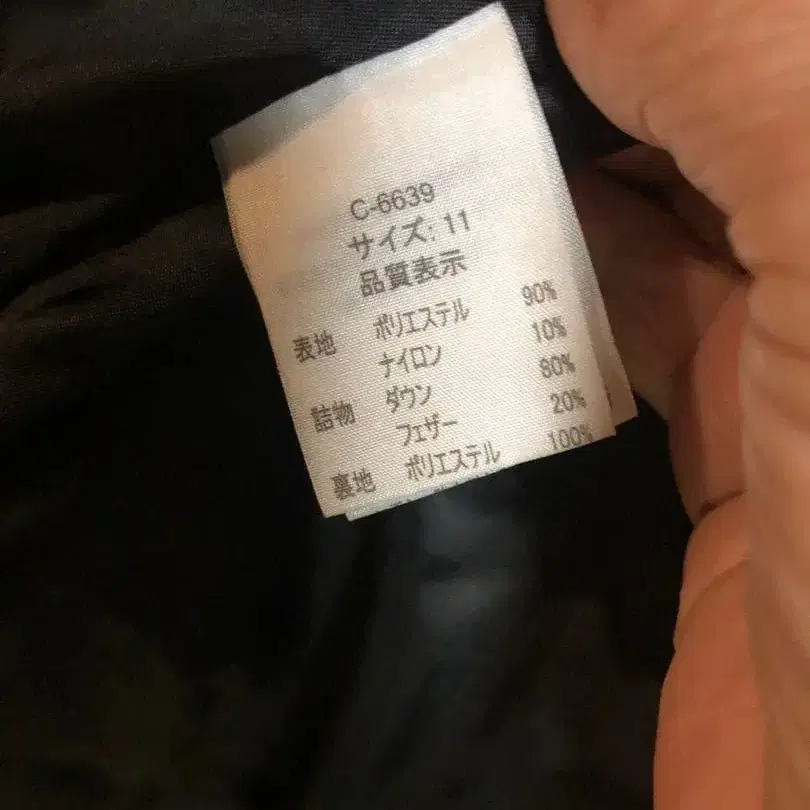 C-6639
サイズ: 11
品質表示
表地 ポリエステル 90%
ナイロン 10%
詰物 ダウン 80%
フェザー 20%
裏地 ポリエステル 100%